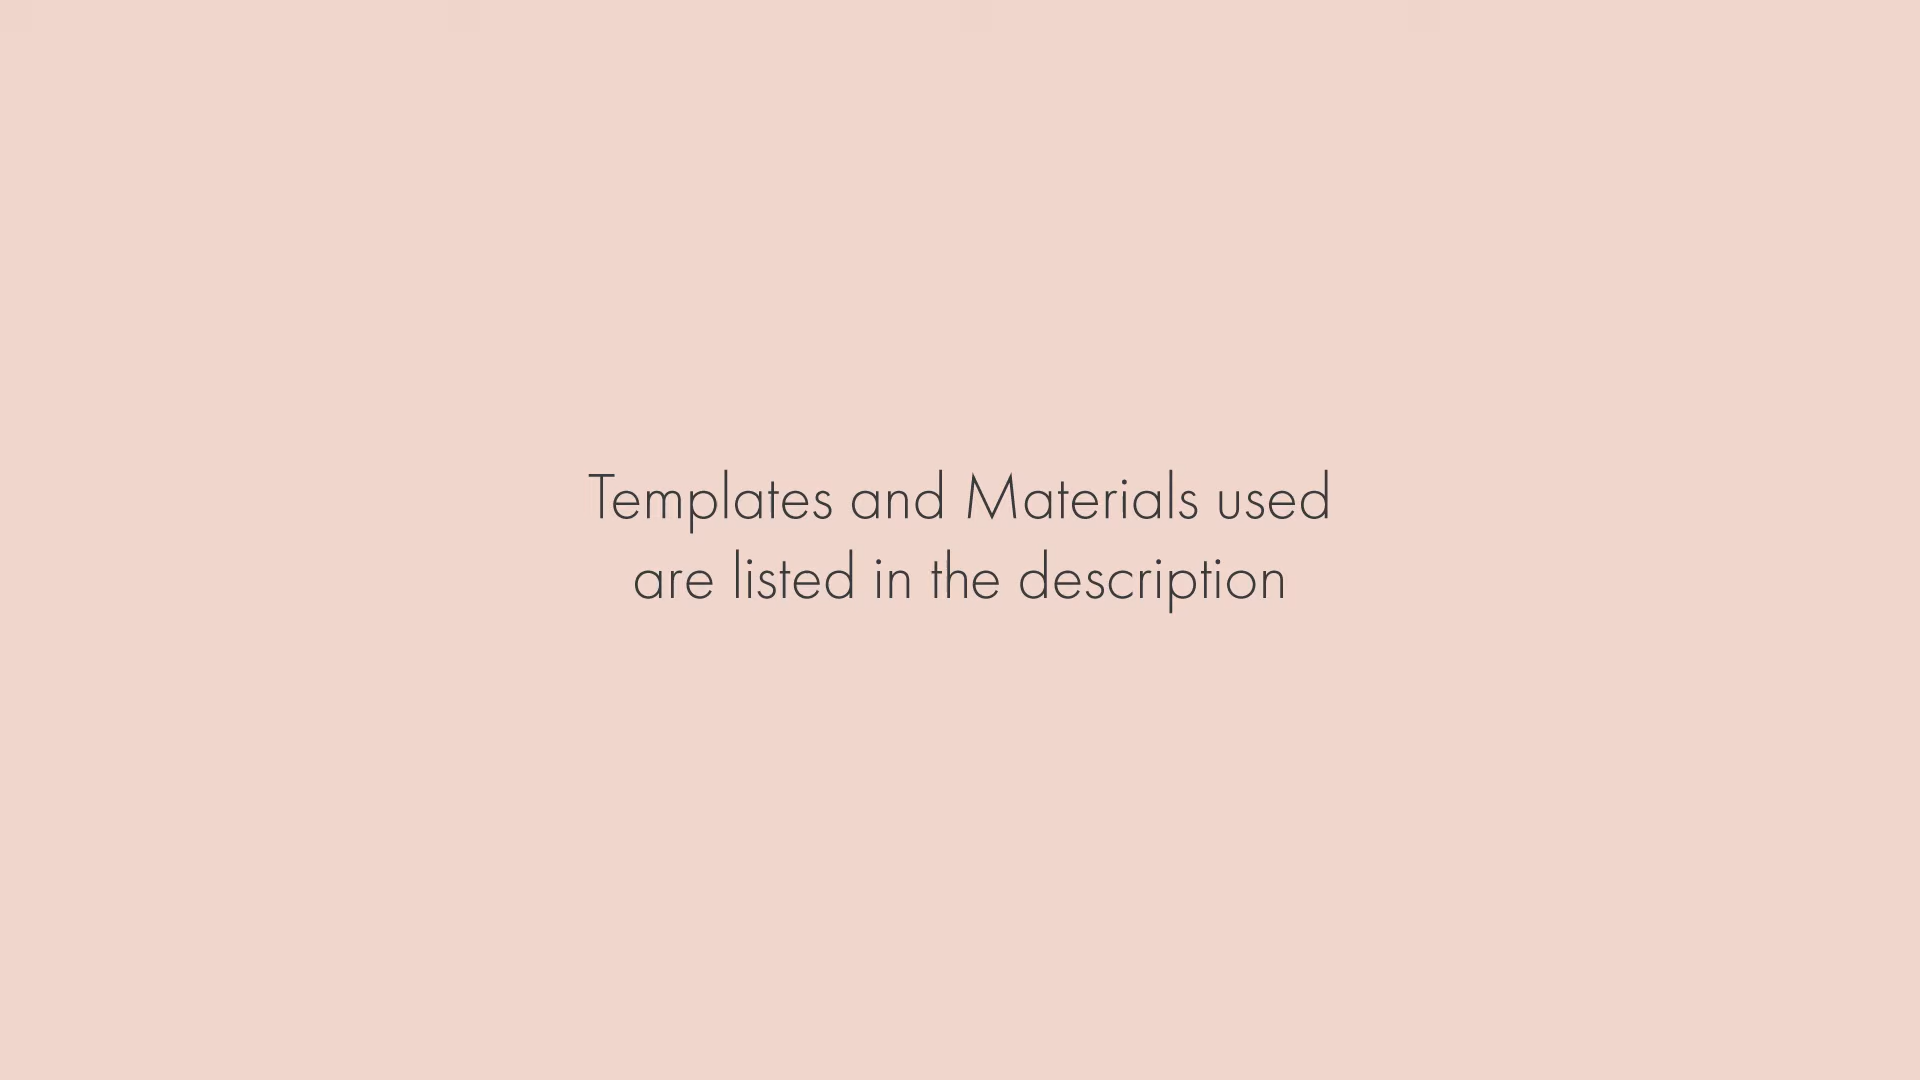 Templates and Materials used
are listed in the description